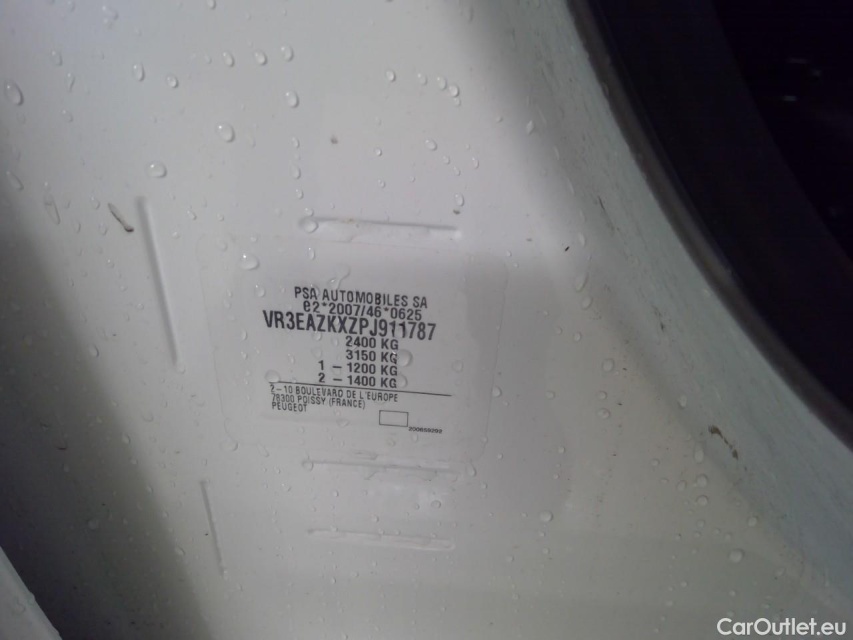 PSA AUTOMOBILES SA
e2*2007/46*0625
VR3EAZKXZPJ911787
2400 KG
3150 KG
1 - 1200 KG
2 - 1400 KG
2-10 BOULEVARD DE L'EUROPE
78300 POISSY (FRANCE)
PEUGEOT
CarOutlet.eu